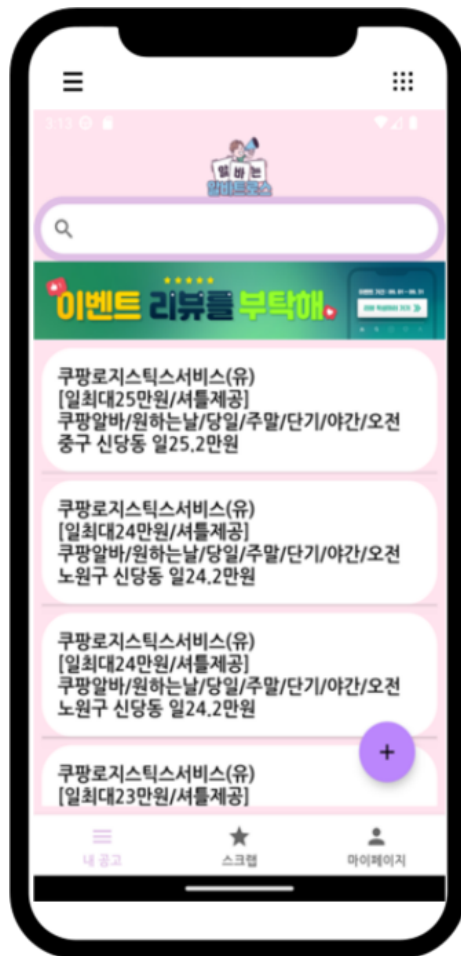 3:13
알바는
알바트로스
이벤트 리뷰를 부탁해
쿠팡로지스틱스서비스(유)
[일최대25만원/셔틀제공]
쿠팡알바/원하는날/당일/주말/단기/야간/오전
중구 신당동 일25.2만원
쿠팡로지스틱스서비스(유)
[일최대24만원/셔틀제공]
쿠팡알바/원하는날/당일/주말/단기/야간/오전
노원구 신당동 일24.2만원
쿠팡로지스틱스서비스(유)
[일최대24만원/셔틀제공]
쿠팡알바/원하는날/당일/주말/단기/야간/오전
노원구 신당동 일24.2만원
쿠팡로지스틱스서비스(유)
[일최대23만원/셔틀제공]
+
내 공고
스크랩
마이페이지